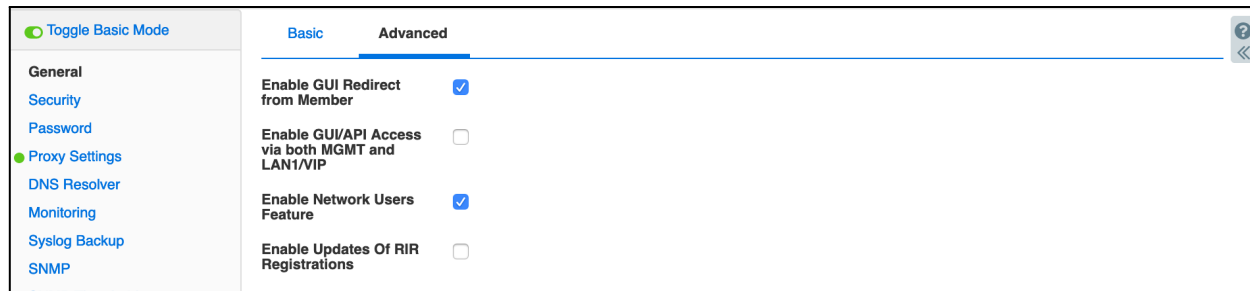 Toggle Basic Mode
General
Security
Password
Proxy Settings
DNS Resolver
Monitoring
Syslog Backup
SNMP
Basic
Advanced
Enable GUI Redirect
from Member
Enable GUI/API Access
via both MGMT and
LAN1/VIP
Enable Network Users
Feature
Enable Updates Of RIR
Registrations
?